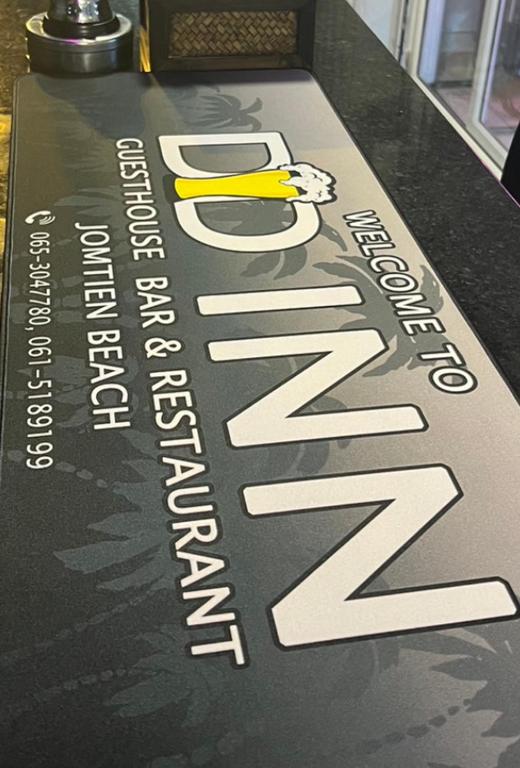 WELCOME TO
DD INN
GUESTHOUSE BAR & RESTAURANT
JOMTIEN BEACH
065-3047780, 061-5189199